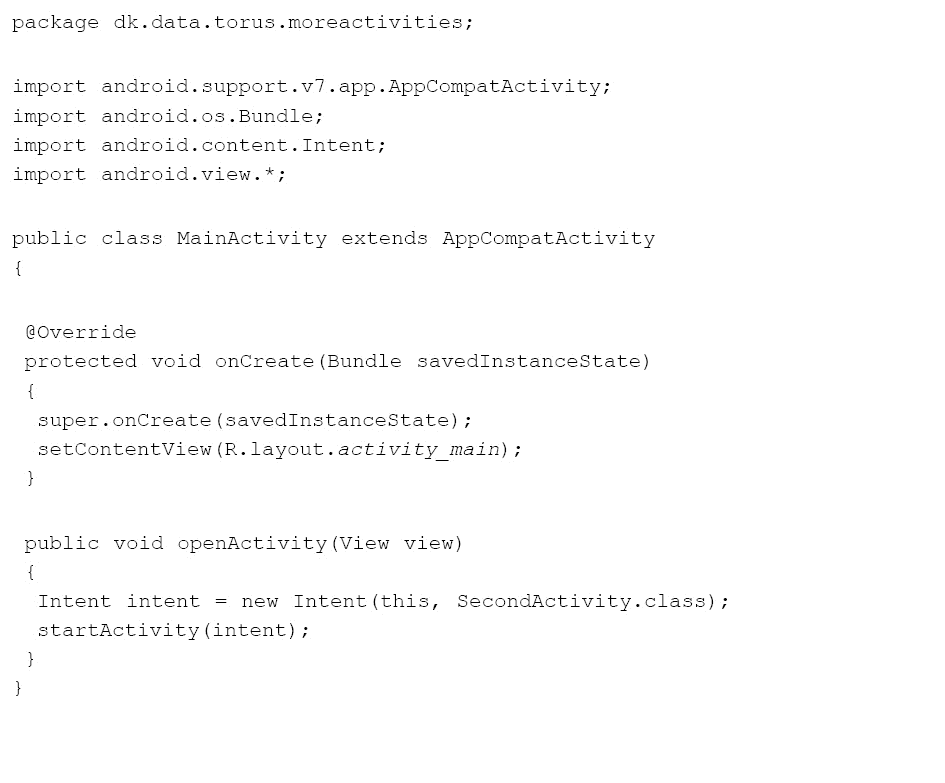 package dk.data.torus.moreactivities;
import android.support.v7.app.AppCompatActivity;
import android.os.Bundle;
import android.content.Intent;
import android.view.*;
public class MainActivity extends AppCompatActivity
{
@Override
protected void onCreate(Bundle savedInstanceState)
{
super.onCreate(savedInstanceState);
setContentView(R.layout.activity_main);
}
public void openActivity(View view)
{
Intent intent = new Intent(this, SecondActivity.class);
startActivity(intent);
}
}